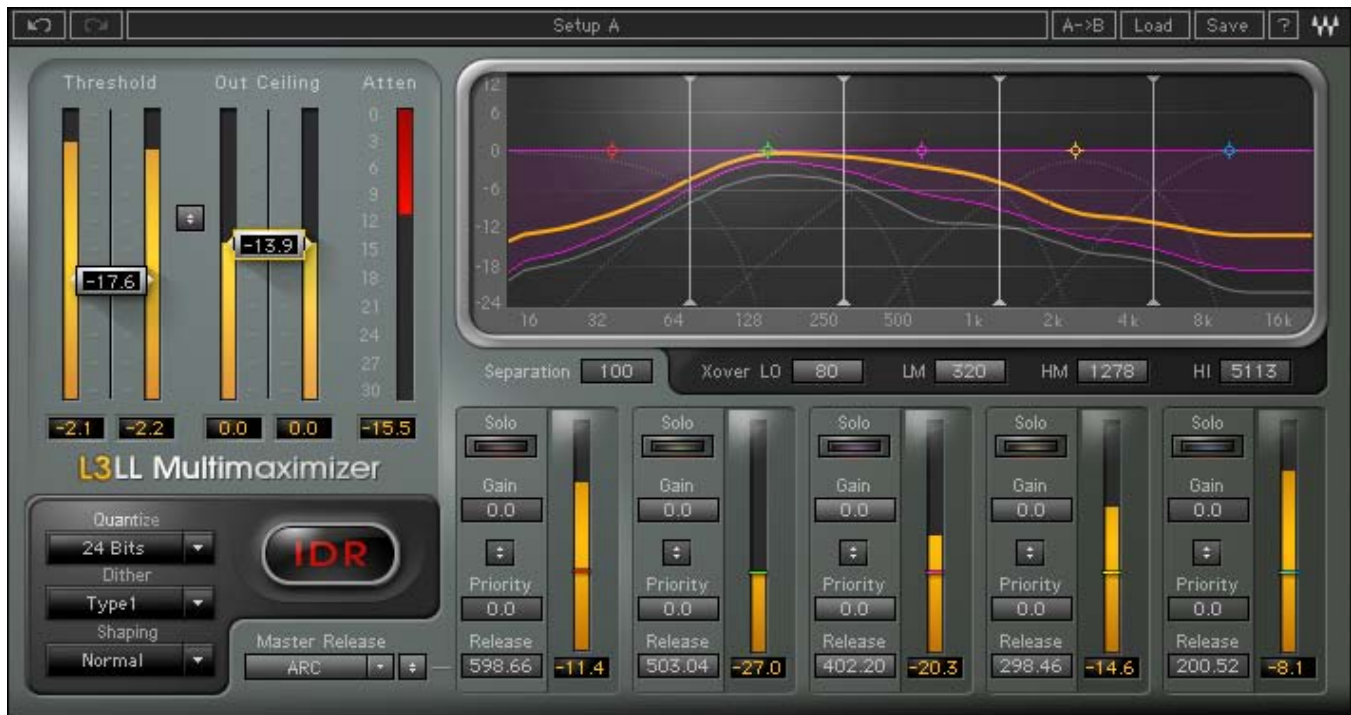 Setup A
A->B Load Save ?
Threshold Out Ceiling Atten
0
3
6
9
12
15
18
21
24
27
30
-17.6
-13.9
-2.1 -2.2 0.0 0.0 -15.5
L3LL Multimaximizer
Quantize
24 Bits
Dither
Type1
Shaping
Normal
IDR
Master Release
ARC
12
6
0
-6
-12
-18
-24
16 32 64 128 250 500 1k 2k 4k 8k 16k
Separation 100 Xover LO 80 LM 320 HM 1278 HI 5113
Solo Solo Solo Solo Solo
Gain Gain Gain Gain Gain
0.0 0.0 0.0 0.0 0.0
Priority Priority Priority Priority Priority
0.0 0.0 0.0 0.0 0.0
Release Release Release Release Release
598.66 -11.4 503.04 -27.0 402.20 -20.3 298.46 -14.6 200.52 -8.1